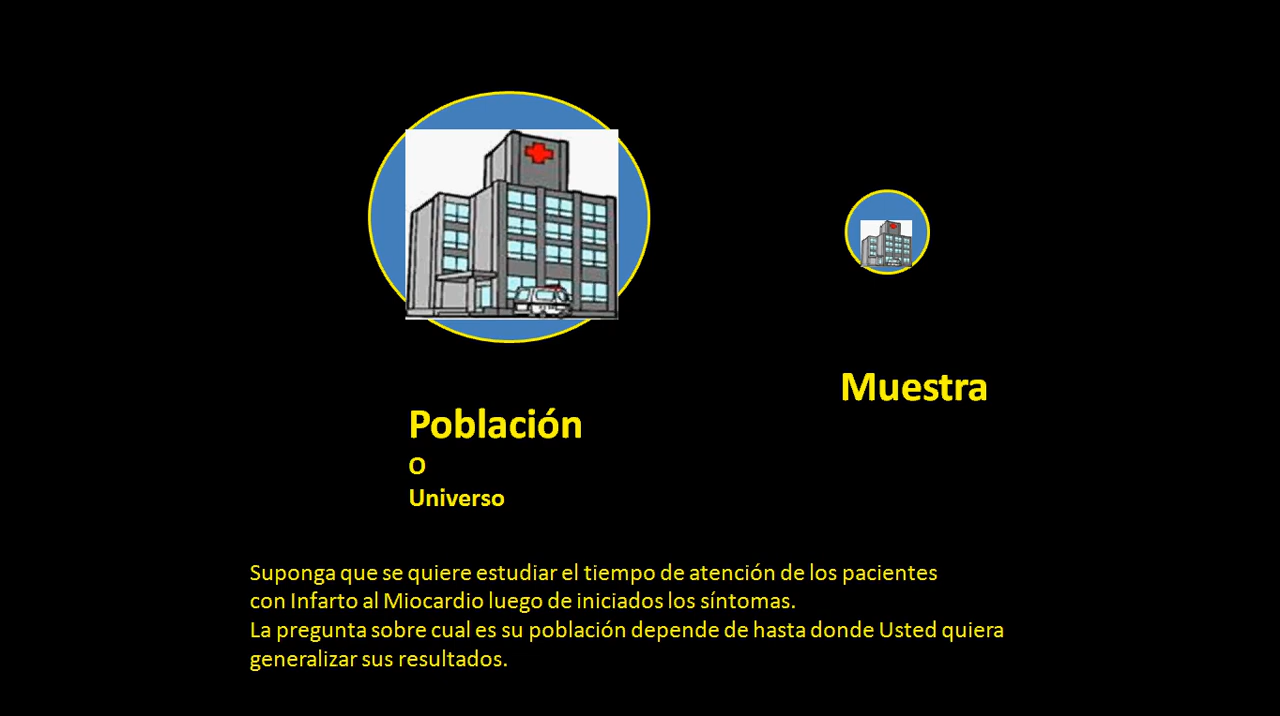 Población
O
Universo
Muestra
Suponga que se quiere estudiar el tiempo de atención de los pacientes
con Infarto al Miocardio luego de iniciados los síntomas.
La pregunta sobre cual es su población depende de hasta donde Usted quiera
generalizar sus resultados.